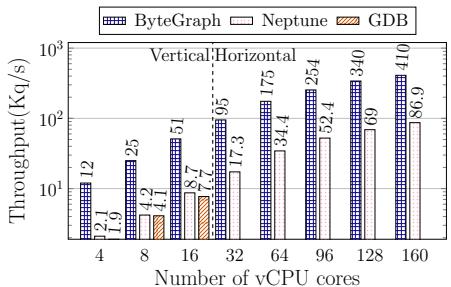 ByteGraph Neptune GDB
Vertical Horizontal
Throughput(Kq/s)
10^3
10^2
10^1
12 2.1 1.9
25 4.2 4.1
51 8.7 7.7
95 17.3
175 34.4
254 52.4
340 69
410 86.9
4 8 16 32 64 96 128 160
Number of vCPU cores